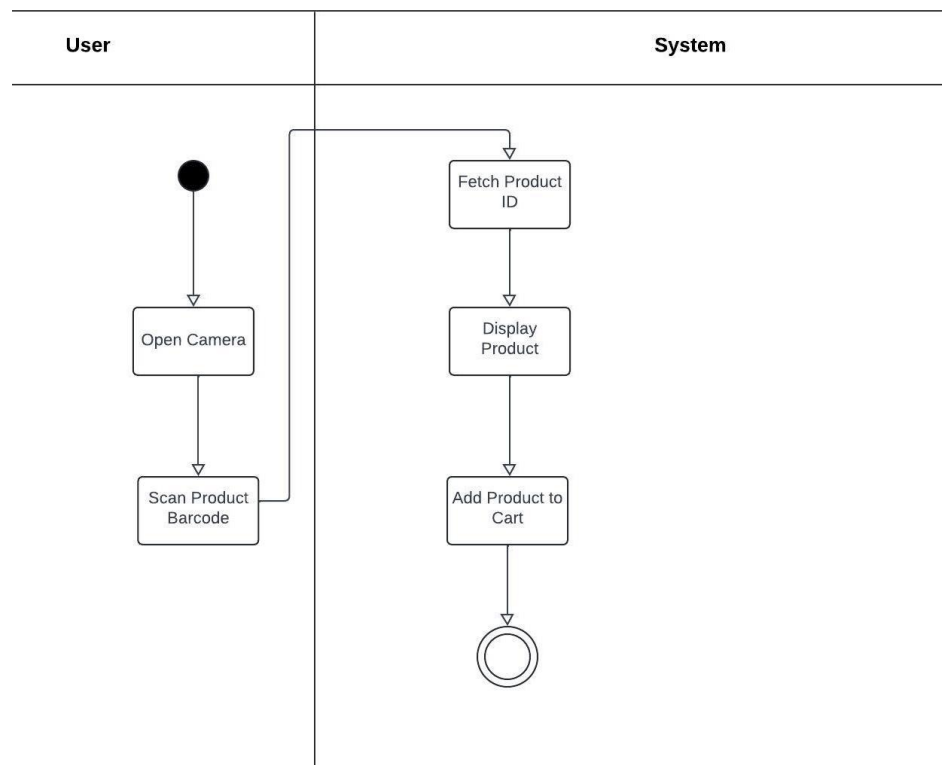 User
System
Open Camera
Scan Product
Barcode
Fetch Product
ID
Display
Product
Add Product to
Cart